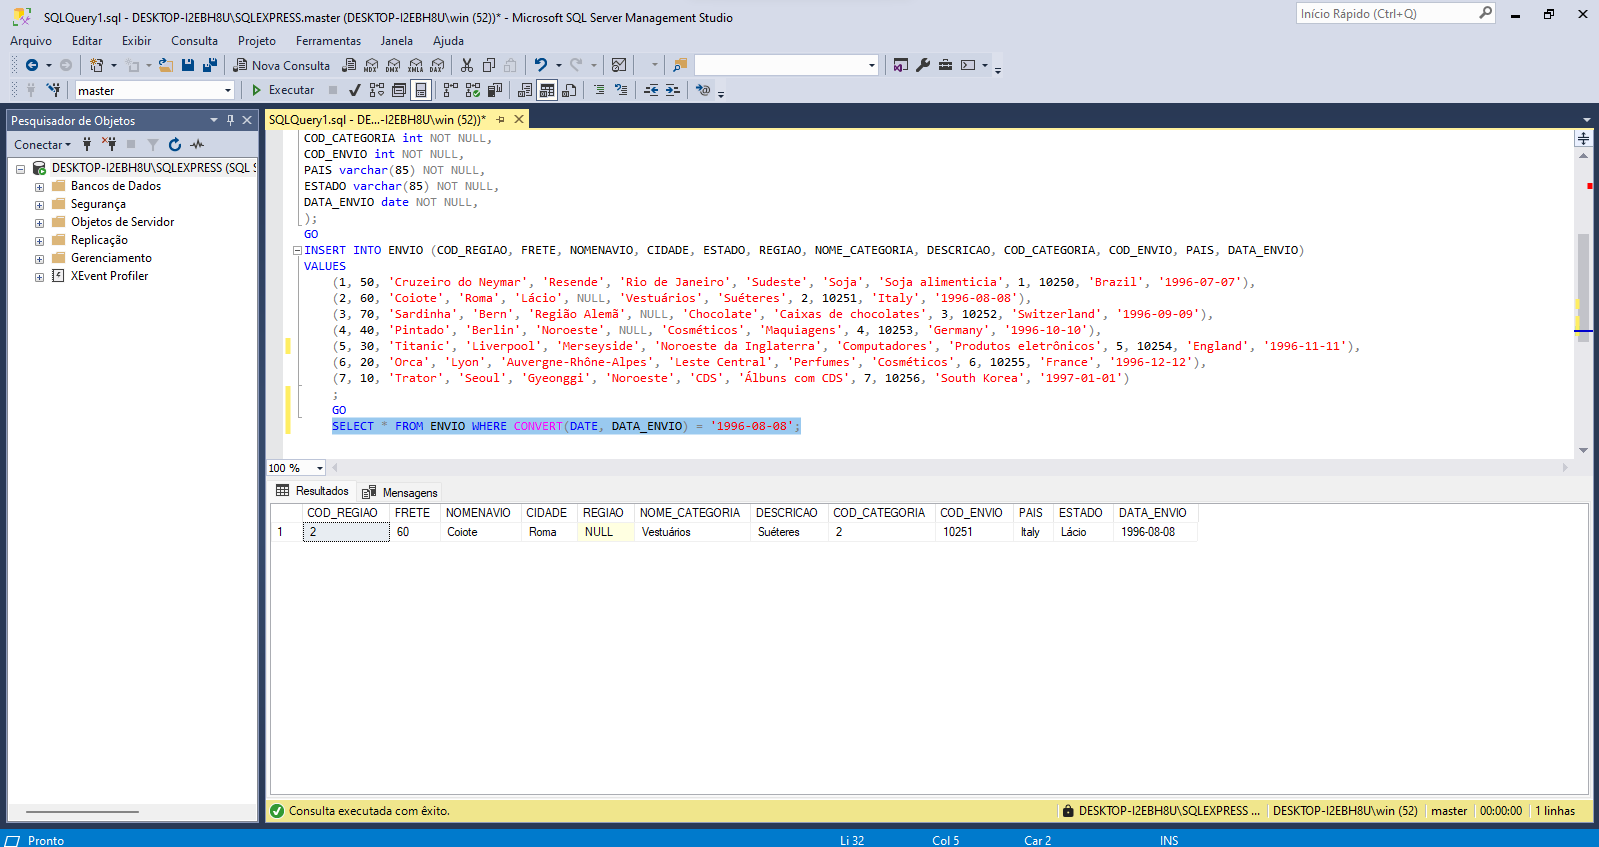 SQLQuery1.sql - DESKTOP-I2EBH8U\SQLEXPRESS.master (DESKTOP-I2EBH8U\win (52))* - Microsoft SQL Server Management Studio
Início Rápido (Ctrl+Q)
Arquivo Editar Exibir Consulta Projeto Ferramentas Janela Ajuda
Nova Consulta MDX DMX XMLA DAX
master Executar
Pesquisador de Objetos
Conectar
DESKTOP-I2EBH8U\SQLEXPRESS (SQL S
Bancos de Dados
Segurança
Objetos de Servidor
Replicação
Gerenciamento
XEvent Profiler
SQLQuery1.sql - DE...-I2EBH8U\win (52))*
COD_CATEGORIA int NOT NULL,
COD_ENVIO int NOT NULL,
PAIS varchar(85) NOT NULL,
ESTADO varchar(85) NOT NULL,
DATA_ENVIO date NOT NULL,
);
GO
INSERT INTO ENVIO (COD_REGIAO, FRETE, NOMENAVIO, CIDADE, ESTADO, REGIAO, NOME_CATEGORIA, DESCRICAO, COD_CATEGORIA, COD_ENVIO, PAIS, DATA_ENVIO)
VALUES
(1, 50, 'Cruzeiro do Neymar', 'Resende', 'Rio de Janeiro', 'Sudeste', 'Soja', 'Soja alimenticia', 1, 10250, 'Brazil', '1996-07-07'),
(2, 60, 'Coiote', 'Roma', 'Lácio', NULL, 'Vestuários', 'Suéteres', 2, 10251, 'Italy', '1996-08-08'),
(3, 70, 'Sardinha', 'Bern', 'Região Alemã', NULL, 'Chocolate', 'Caixas de chocolates', 3, 10252, 'Switzerland', '1996-09-09'),
(4, 40, 'Pintado', 'Berlin', 'Noroeste', NULL, 'Cosméticos', 'Maquiagens', 4, 10253, 'Germany', '1996-10-10'),
(5, 30, 'Titanic', 'Liverpool', 'Merseyside', 'Noroeste da Inglaterra', 'Computadores', 'Produtos eletrônicos', 5, 10254, 'England', '1996-11-11'),
(6, 20, 'Orca', 'Lyon', 'Auvergne-Rhône-Alpes', 'Leste Central', 'Perfumes', 'Cosméticos', 6, 10255, 'France', '1996-12-12'),
(7, 10, 'Trator', 'Seoul', 'Gyeonggi', 'Noroeste', 'CDS', 'Álbuns com CDS', 7, 10256, 'South Korea', '1997-01-01')
;
GO
SELECT * FROM ENVIO WHERE CONVERT(DATE, DATA_ENVIO) = '1996-08-08';
100 %
Resultados Mensagens
COD_REGIAO FRETE NOMENAVIO CIDADE REGIAO NOME_CATEGORIA DESCRICAO COD_CATEGORIA COD_ENVIO PAIS ESTADO DATA_ENVIO
1 2 60 Coiote Roma NULL Vestuários Suéteres 2 10251 Italy Lácio 1996-08-08
Consulta executada com êxito. DESKTOP-I2EBH8U\SQLEXPRESS ... DESKTOP-I2EBH8U\win (52) master 00:00:00 1 linhas
Pronto Li 32 Col 5 Car 2 INS